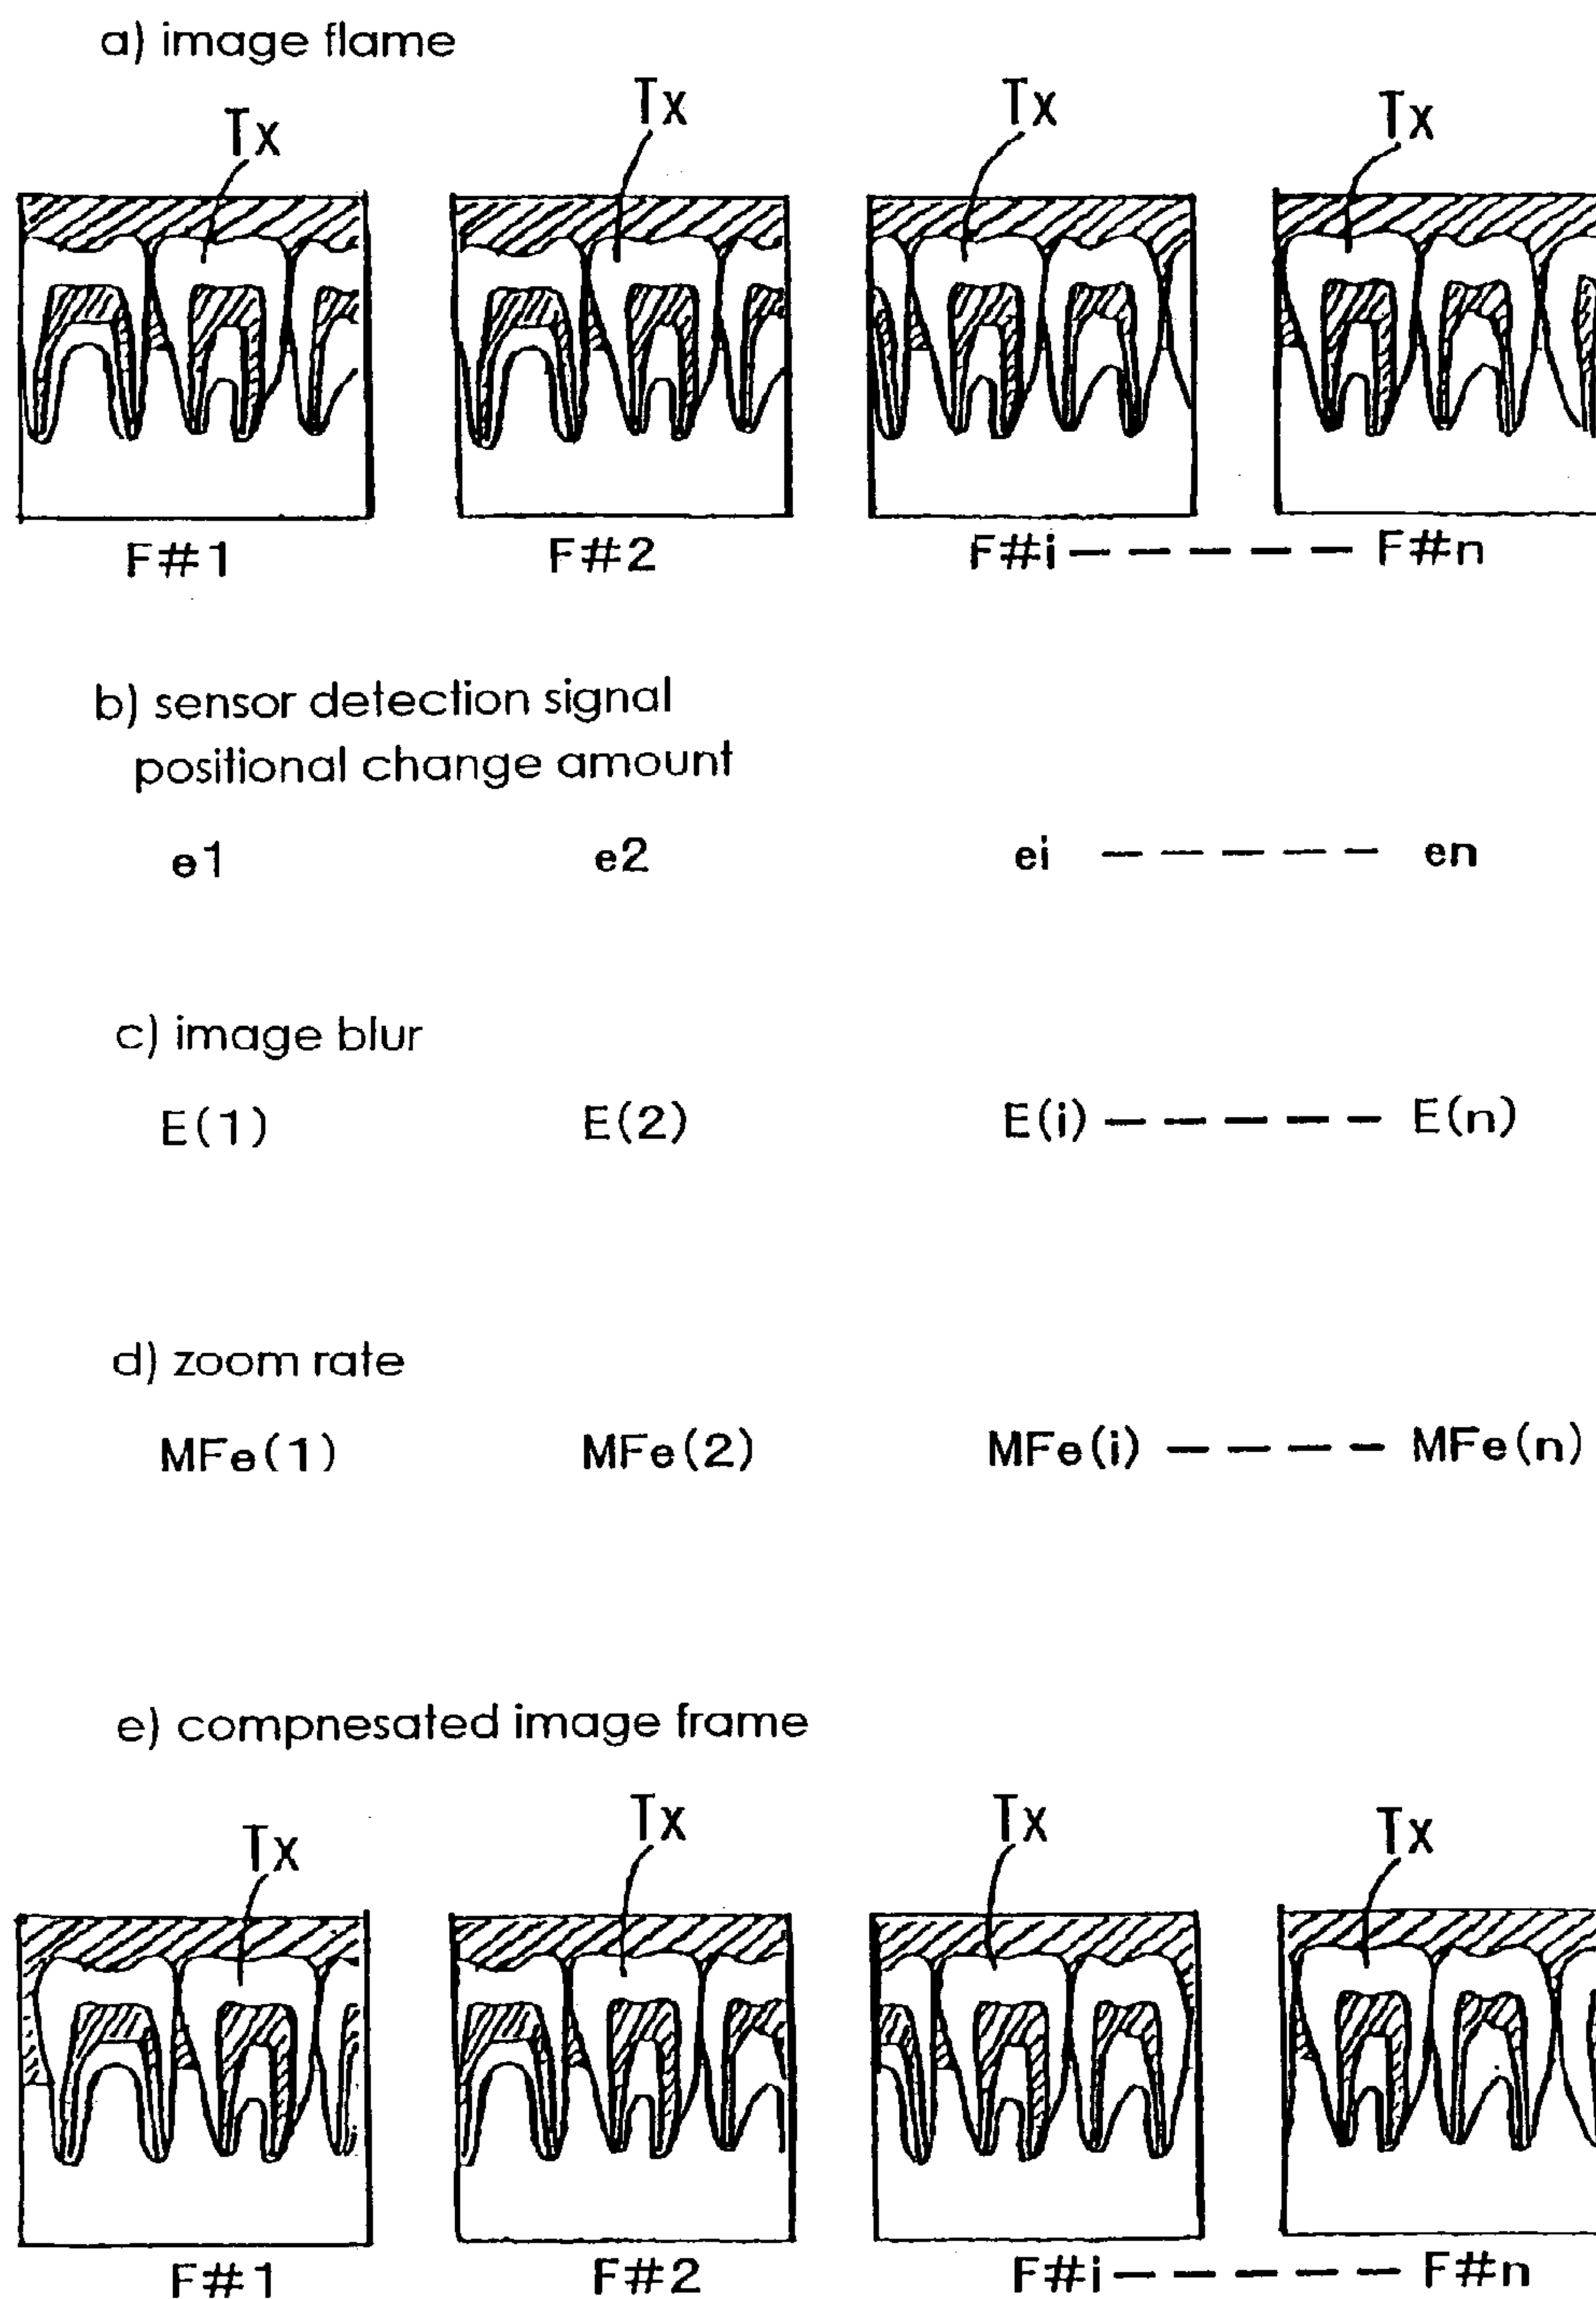 a) image flame
Tx Tx Tx Tx
F#1 F#2 F#i — — — — — F#n
b) sensor detection signal
positional change amount
e1 e2 ei — — — — — en
c) image blur
E(1) E(2) E(i) — — — — — E(n)
d) zoom rate
MFe(1) MFe(2) MFe(i) — — — — MFe(n)
e) compnesated image frame
Tx Tx Tx Tx
F#1 F#2 F#i — — — — — F#n